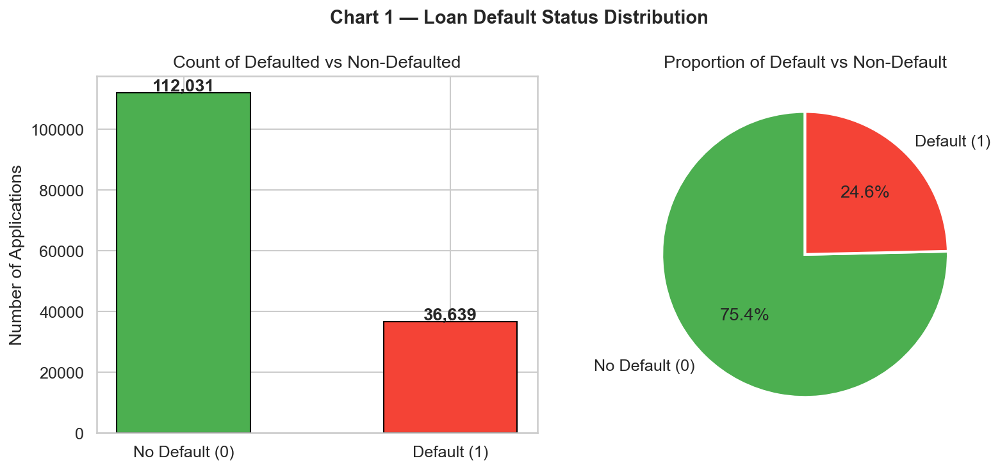 Chart 1 — Loan Default Status Distribution
Count of Defaulted vs Non-Defaulted
Number of Applications
100000
80000
60000
40000
20000
0
112,031
36,639
No Default (0)
Default (1)
Proportion of Default vs Non-Default
Default (1)
24.6%
75.4%
No Default (0)